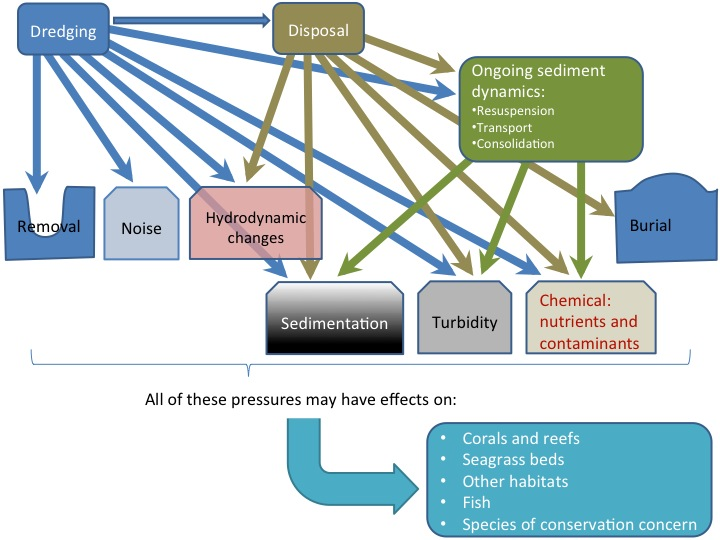 Dredging
Disposal
Ongoing sediment
dynamics:
•Resuspension
•Transport
•Consolidation
Removal
Noise
Hydrodynamic
changes
Burial
Sedimentation
Turbidity
Chemical:
nutrients and
contaminants
All of these pressures may have effects on:
• Corals and reefs
• Seagrass beds
• Other habitats
• Fish
• Species of conservation concern